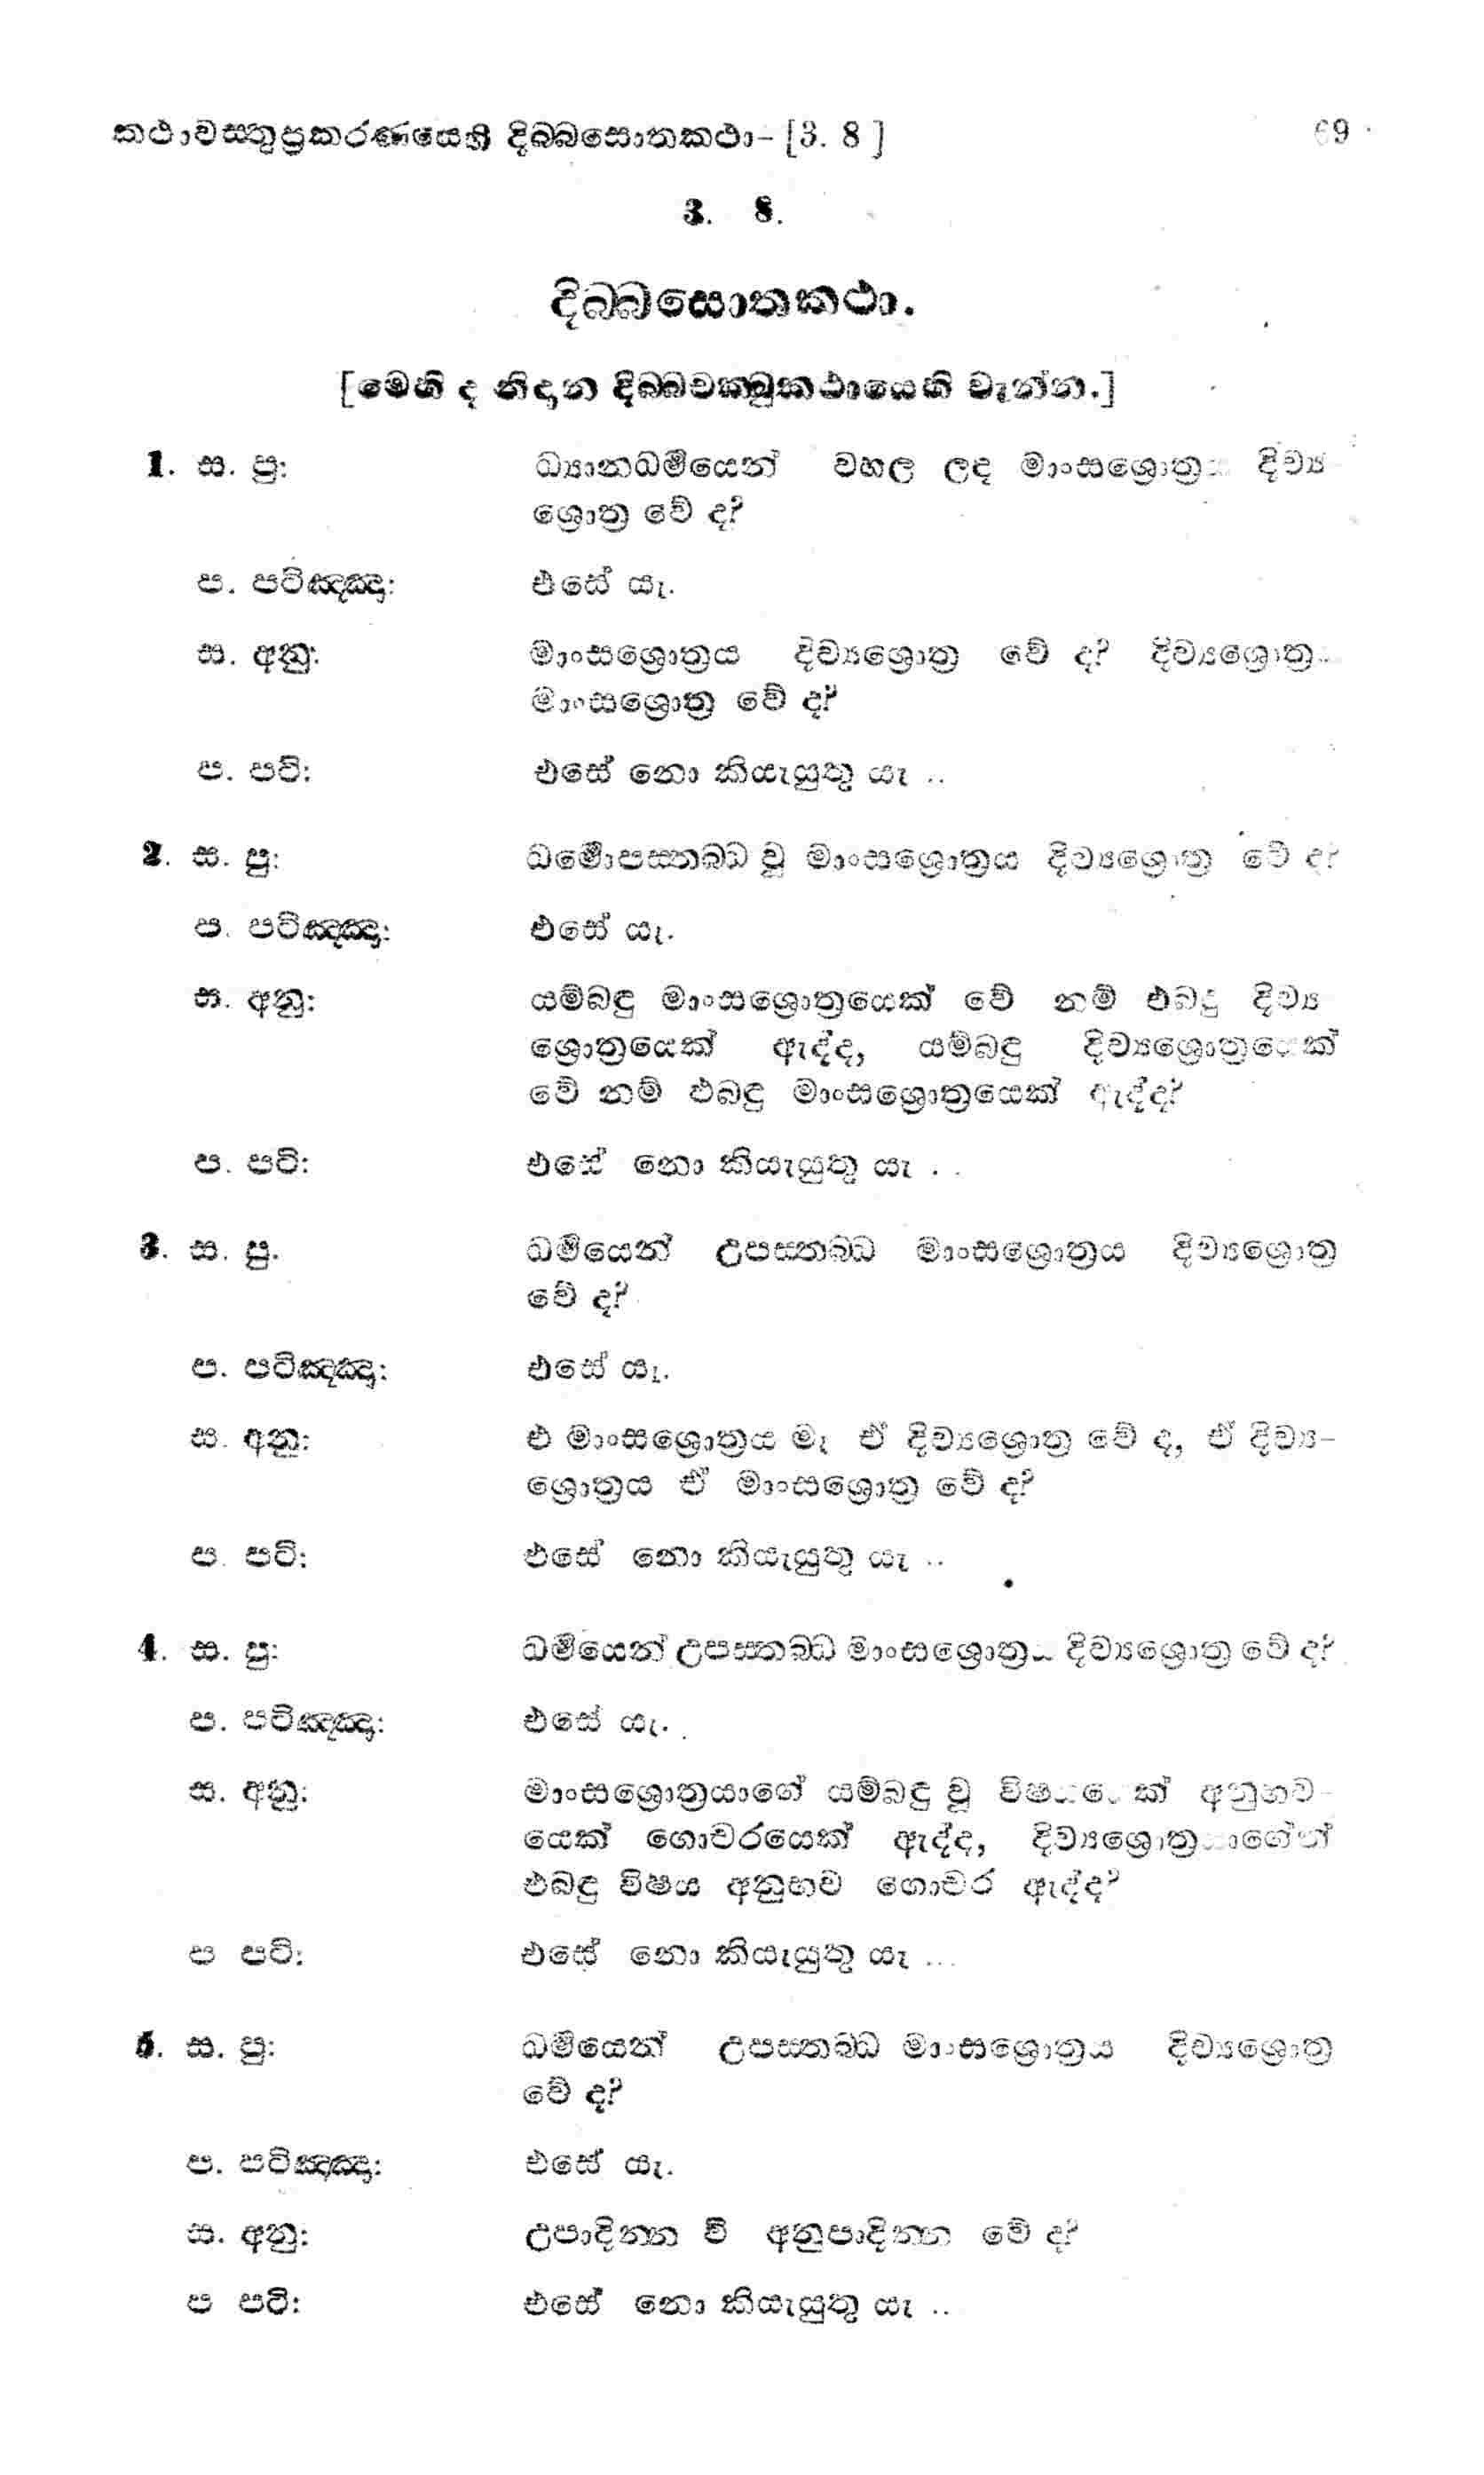 කථාවස්තුප්‍රකරණයෙහි දිබ්බසොතකථා- [3. 8 ] 69
3. 8.
දිබ්බසොතකථා.
[මෙහි ද නිදාන දිබ්බචක්ඛුකථායෙහි වැන්න.]
1. ස. පු: ධ්‍යානධර්මයෙන් වහල ලද මාංසශ්‍රොත්‍රය දිව්‍ය
ශ්‍රොත්‍ර වේ ද?
ප. පටිඤ්ඤා: එසේ යැ.
ස. අනු: මාංසශ්‍රොත්‍රය දිව්‍යශ්‍රොත්‍ර වේ ද? දිව්‍යශ්‍රොත්‍රය
මාංසශ්‍රොත්‍ර වේ ද?
ප. පටි: එසේ නො කියැයුතු යැ ..
2. ස. පු: ධර්මොපස්තබ්ධ වූ මාංසශ්‍රොත්‍රය දිව්‍යශ්‍රොත්‍ර වේ ද?
ප. පටිඤ්ඤා: එසේ යැ.
ස. අනු: යම්බඳු මාංසශ්‍රොත්‍රයෙක් වේ නම් එබඳු දිව්‍ය
ශ්‍රොත්‍රයෙක් ඇද්ද, යම්බඳු දිව්‍යශ්‍රොත්‍රයෙක්
වේ නම් එබඳු මාංසශ්‍රොත්‍රයෙක් ඇද්ද?
ප. පටි: එසේ නො කියැයුතු යැ ..
3. ස. පු. ධර්මයෙන් උපස්තබ්ධ මාංසශ්‍රොත්‍රය දිව්‍යශ්‍රොත්‍ර
වේ ද?
ප. පටිඤ්ඤා: එසේ යැ.
ස. අනු: එ මාංසශ්‍රොත්‍රය මැ ඒ දිව්‍යශ්‍රොත්‍ර වේ ද, ඒ දිව්‍ය-
ශ්‍රොත්‍රය ඒ මාංසශ්‍රොත්‍ර වේ ද?
ප. පටි: එසේ නො කියැයුතු යැ ..
4. ස. පු: ධර්මයෙන් උපස්තබ්ධ මාංසශ්‍රොත්‍රය දිව්‍යශ්‍රොත්‍ර වේ ද?
ප. පටිඤ්ඤා: එසේ යැ.
ස. අනු: මාංසශ්‍රොත්‍රයාගේ යම්බඳු වූ විෂයයෙක් අනුභව-
යෙක් ගොචරයෙක් ඇද්ද, දිව්‍යශ්‍රොත්‍රයාගේත්
එබඳු විෂය අනුභව ගොචර ඇද්ද?
ප පටි: එසේ නො කියැයුතු යැ ...
5. ස. පු: ධර්මයෙන් උපස්තබ්ධ මාංසශ්‍රොත්‍රය දිව්‍යශ්‍රොත්‍ර
වේ ද?
ප. පටිඤ්ඤා: එසේ යැ.
ස. අනු: උපාදින්න වී අනුපාදින්න වේ ද?
ප පටි: එසේ නො කියැයුතු යැ ..